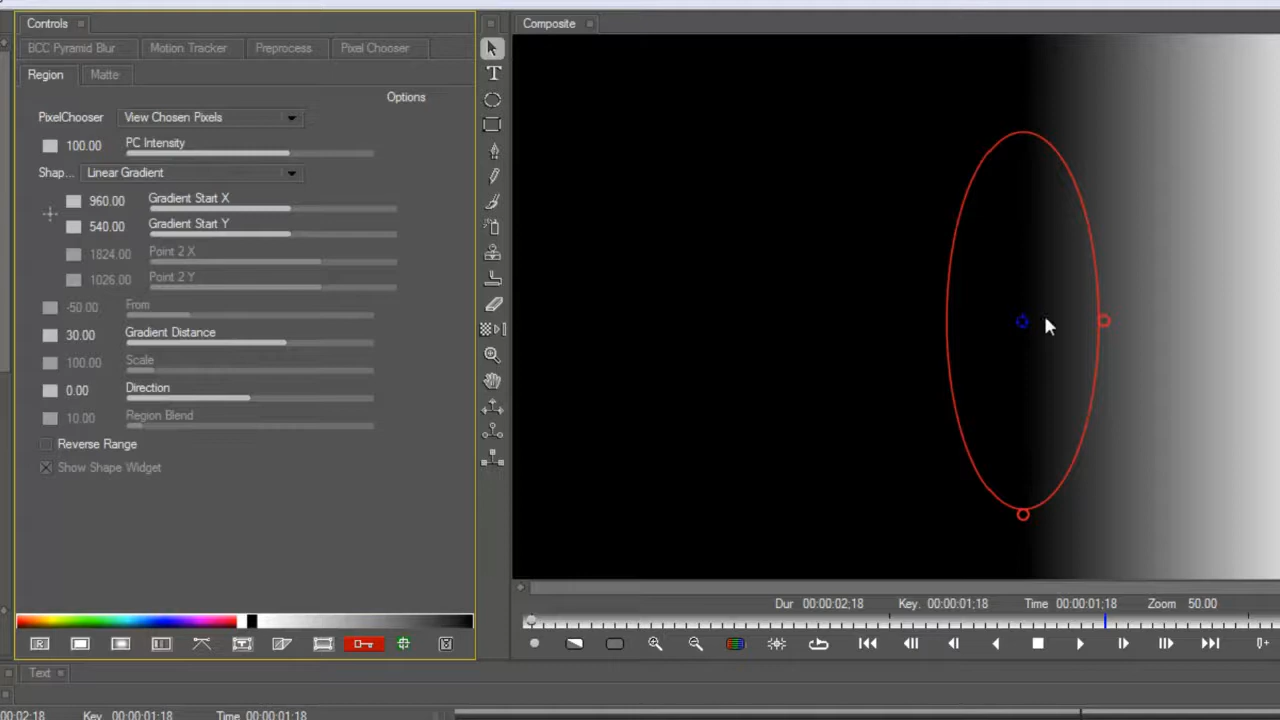 Controls
Composite
BCC Pyramid Blur
Motion Tracker
Preprocess
Pixel Chooser
Region
Matte
Options
PixelChooser
View Chosen Pixels
100.00
PC Intensity
Shap...
Linear Gradient
960.00
Gradient Start X
540.00
Gradient Start Y
1824.00
Point 2 X
1026.00
Point 2 Y
-50.00
From
30.00
Gradient Distance
100.00
Scale
0.00
Direction
10.00
Region Blend
Reverse Range
Show Shape Widget
Dur 00:00:02;18 Key. 00:00:01;18 Time 00:00:01;18 Zoom 50.00
Text
00:02;18 Key 00:00:01;18 Time 00:00:01;18